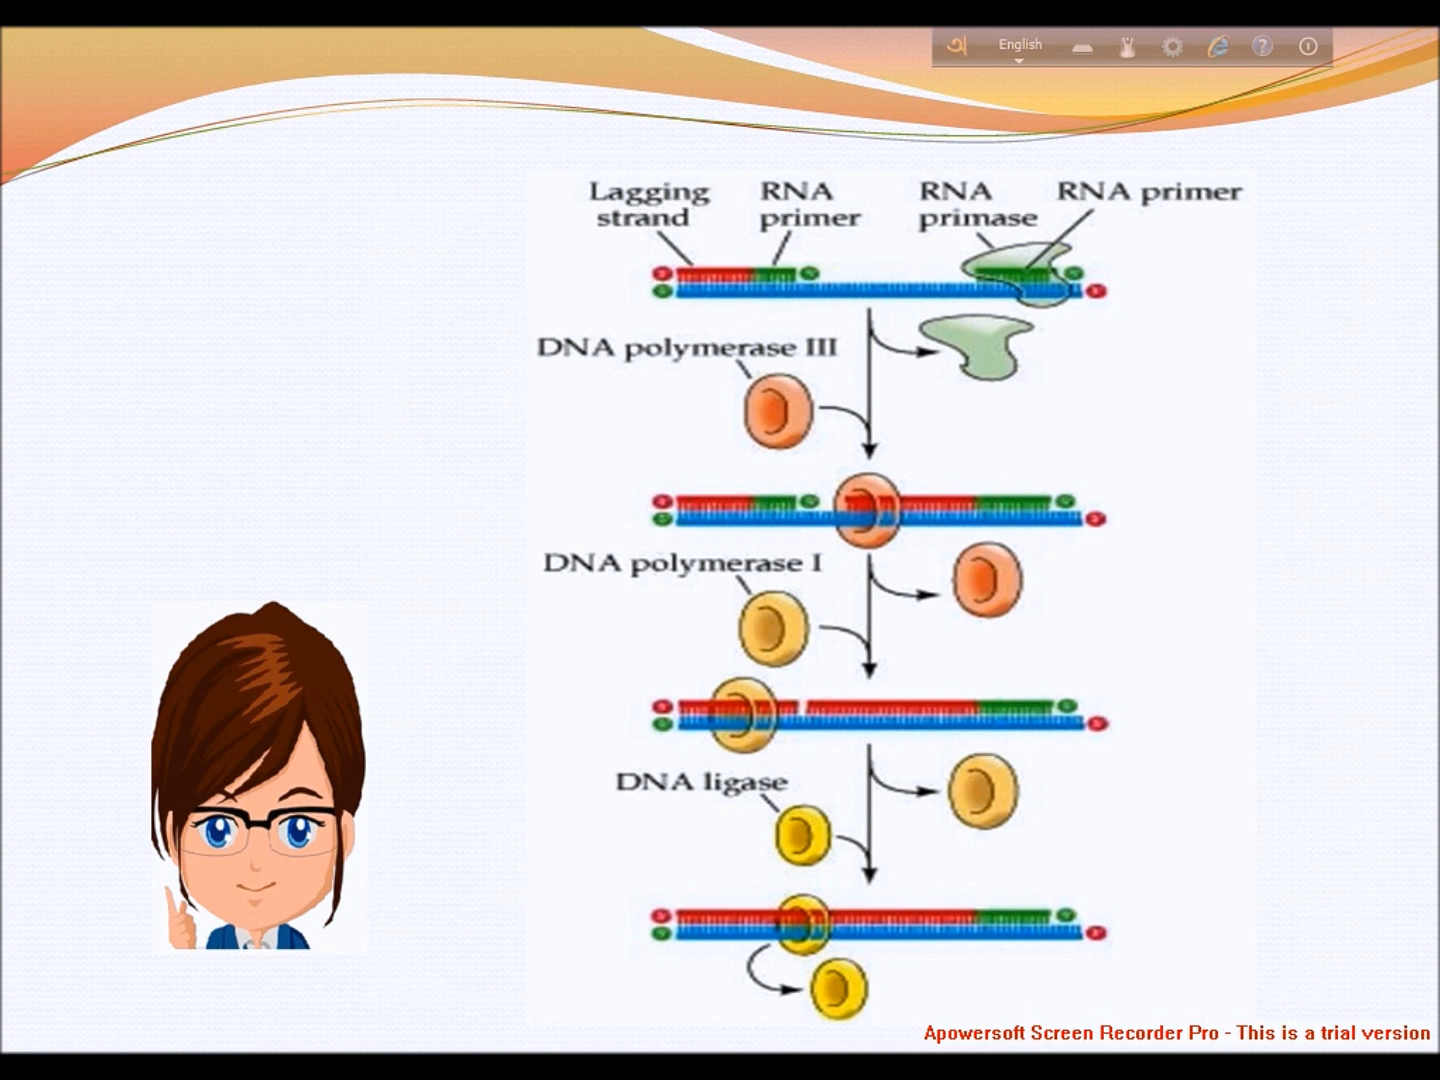 English
Lagging
strand
RNA
primer
RNA
primase
RNA primer
DNA polymerase III
DNA polymerase I
DNA ligase
Apowersoft Screen Recorder Pro - This is a trial version